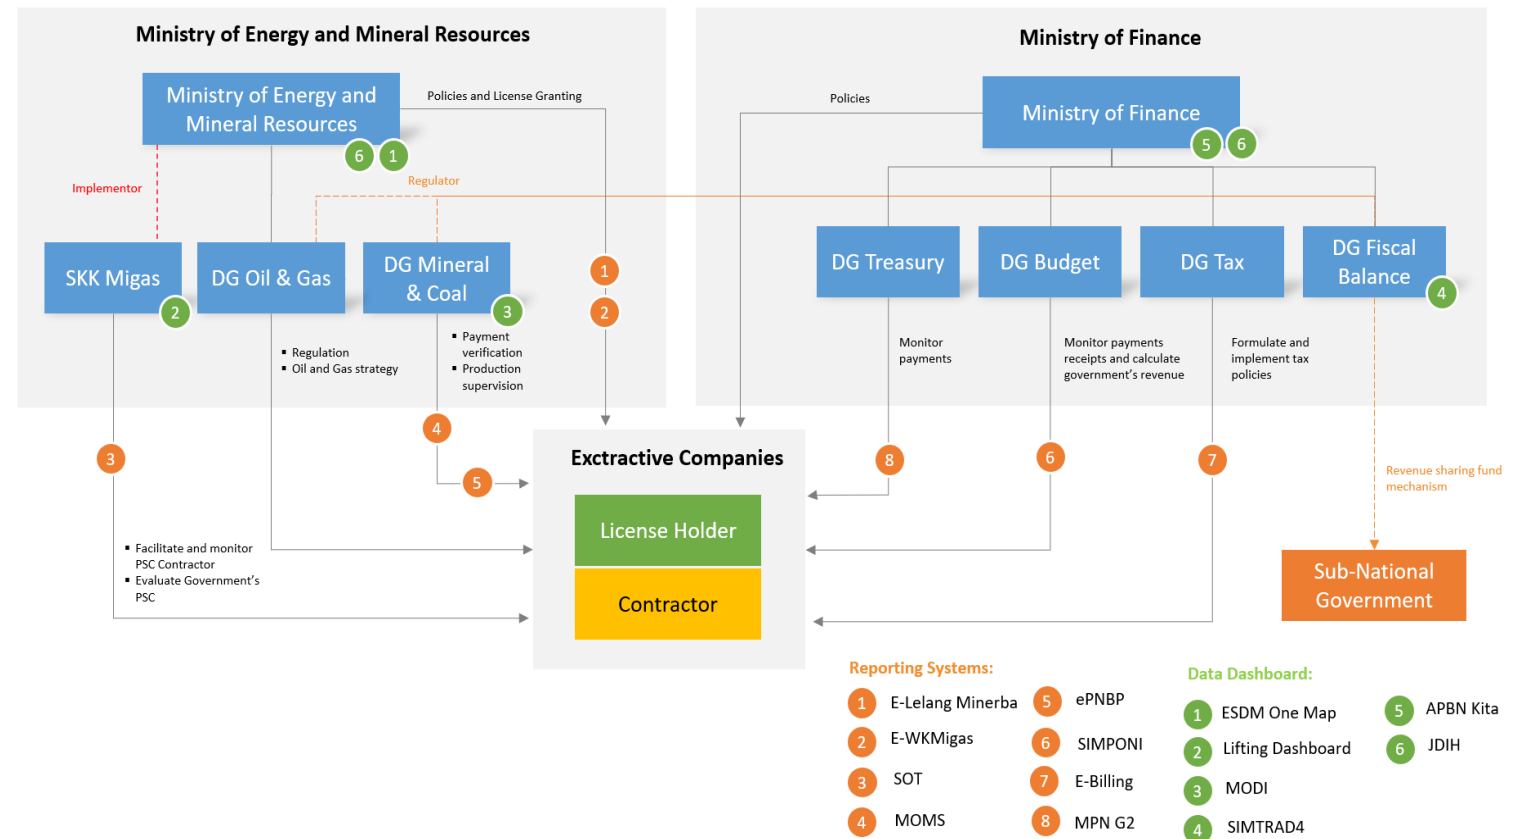 Ministry of Energy and Mineral Resources
Ministry of Energy and
Mineral Resources
6
1
Policies and License Granting
Implementor
Regulator
SKK Migas
2
DG Oil & Gas
DG Mineral
& Coal
3
1
2
▪ Regulation
▪ Oil and Gas strategy
▪ Payment
verification
▪ Production
supervision
3
4
5
▪ Facilitate and monitor
PSC Contractor
▪ Evaluate Government’s
PSC
Ministry of Finance
Policies
Ministry of Finance
5
6
DG Treasury
DG Budget
DG Tax
DG Fiscal
Balance
4
Monitor
payments
Monitor payments
receipts and calculate
government’s revenue
Formulate and
implement tax
policies
8
6
7
Revenue sharing fund
mechanism
Exctractive Companies
License Holder
Contractor
Sub-National
Government
Reporting Systems:
1 E-Lelang Minerba
2 E-WKMigas
3 SOT
4 MOMS
5 ePNBP
6 SIMPONI
7 E-Billing
8 MPN G2
Data Dashboard:
1 ESDM One Map
2 Lifting Dashboard
3 MODI
4 SIMTRAD4
5 APBN Kita
6 JDIH